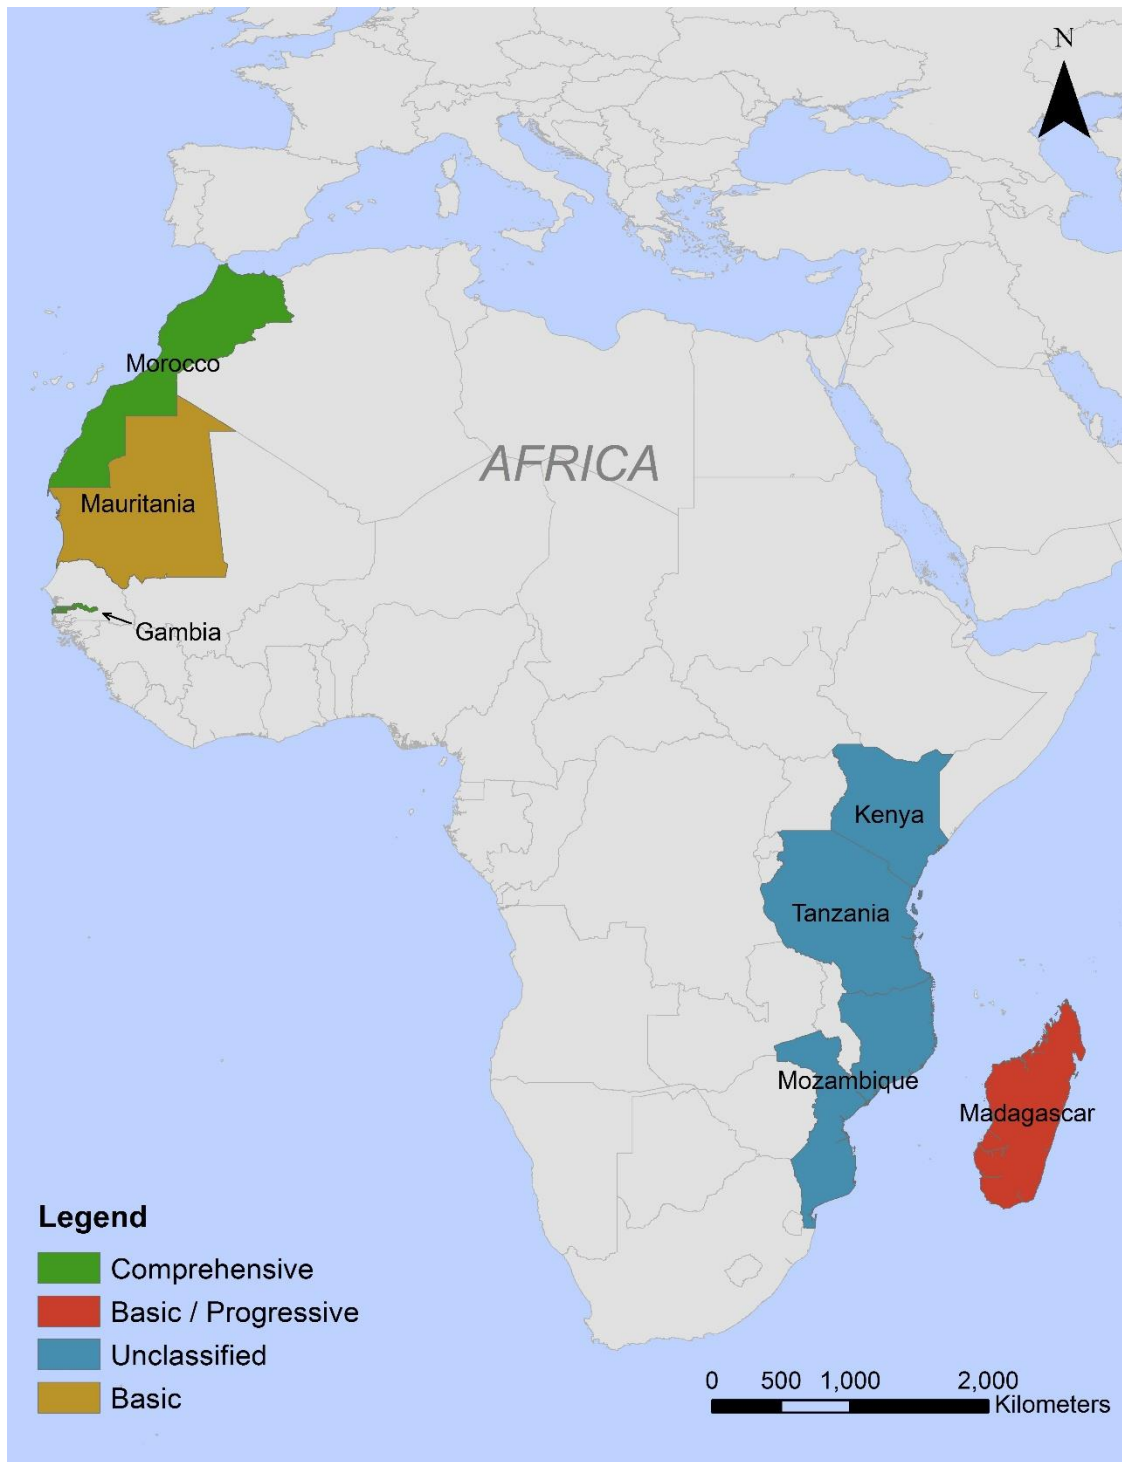 N
Morocco
AFRICA
Mauritania
Gambia
Kenya
Tanzania
Mozambique
Madagascar
Legend
Comprehensive
Basic / Progressive
Unclassified
Basic
0 500 1,000 2,000
Kilometers